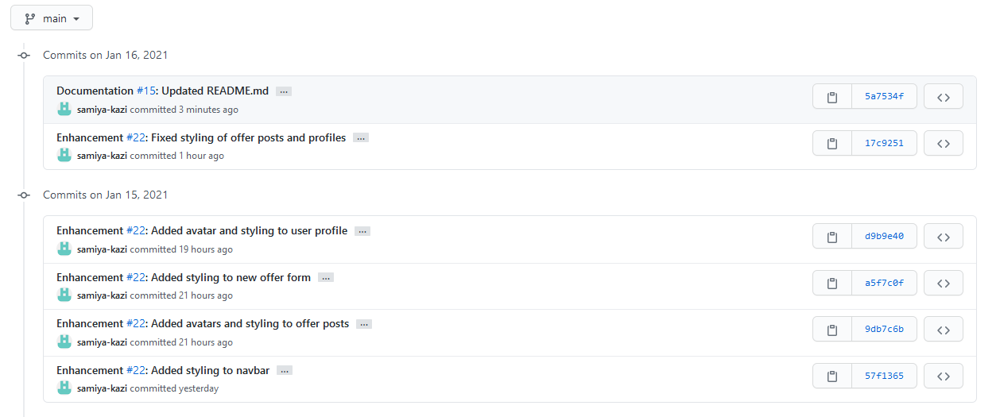 main
Commits on Jan 16, 2021
Documentation #15: Updated README.md ...
5a7534f
samiya-kazi committed 3 minutes ago
Enhancement #22: Fixed styling of offer posts and profiles ...
17c9251
samiya-kazi committed 1 hour ago
Commits on Jan 15, 2021
Enhancement #22: Added avatar and styling to user profile ...
d9b9e40
samiya-kazi committed 19 hours ago
Enhancement #22: Added styling to new offer form ...
a5f7c0f
samiya-kazi committed 21 hours ago
Enhancement #22: Added avatars and styling to offer posts ...
9db7c6b
samiya-kazi committed 21 hours ago
Enhancement #22: Added styling to navbar ...
57f1365
samiya-kazi committed yesterday